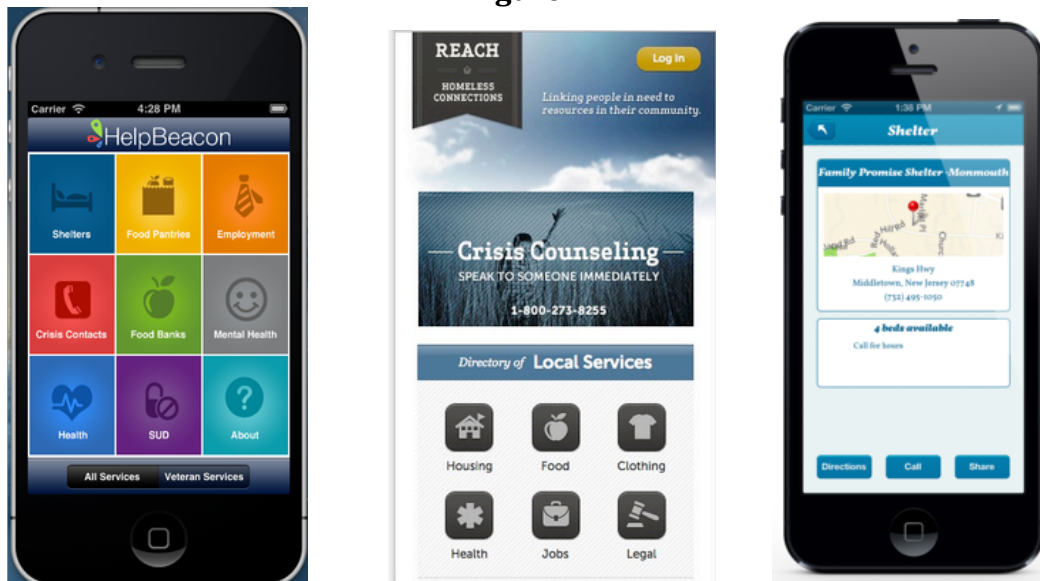 Carrier 4:28 PM
HelpBeacon
Shelters Food Pantries Employment
Crisis Contacts Food Banks Mental Health
Health SUD About
All Services Veteran Services
REACH
HOMELESS
CONNECTIONS
Log In
Linking people in need to
resources in their community.
Crisis Counseling
SPEAK TO SOMEONE IMMEDIATELY
1-800-273-8255
Directory of Local Services
Housing Food Clothing
Health Jobs Legal
Carrier 1:38 PM
Shelter
Family Promise Shelter -Monmouth
Red Hill Rd
Kings Hwy
Middletown, New Jersey 07748
(732) 495-1050
4 beds available
Call for hours
Directions Call Share